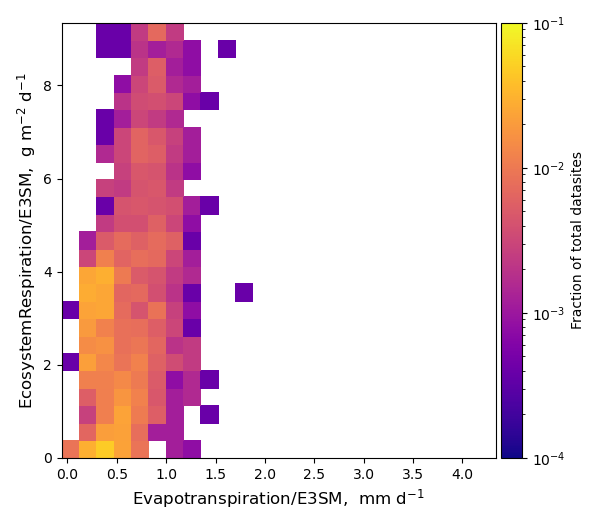 10⁻¹
8
10⁻²
6
EcosystemRespiration/E3SM, g m⁻² d⁻¹
Fraction of total datasites
4
10⁻³
2
0
10⁻⁴
0.0 0.5 1.0 1.5 2.0 2.5 3.0 3.5 4.0
Evapotranspiration/E3SM, mm d⁻¹